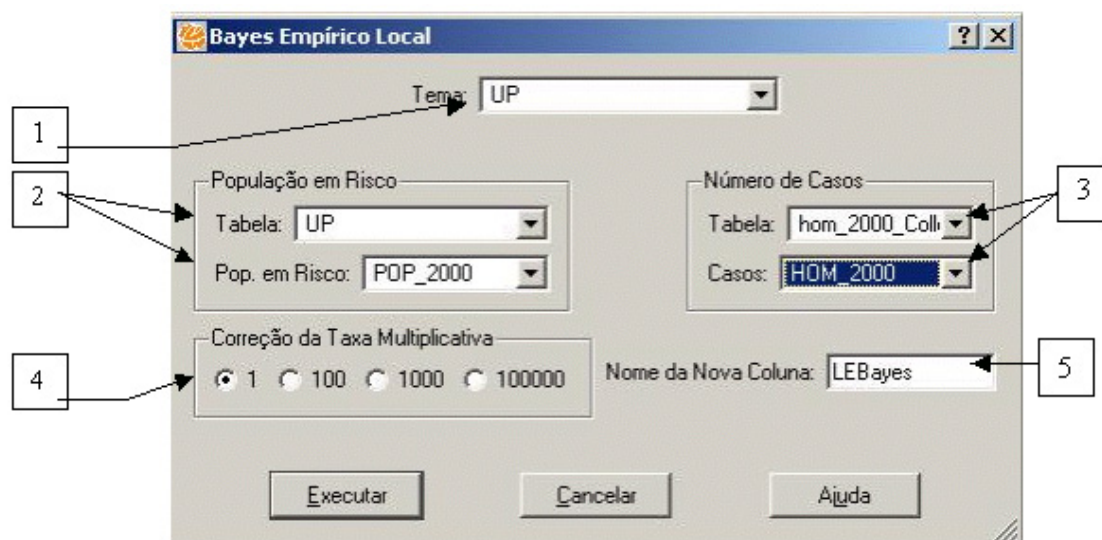 Bayes Empírico Local
Tema: UP
1
2
População em Risco
Tabela: UP
Pop. em Risco: POP_2000
Número de Casos
Tabela: hom_2000_Coll
Casos: HOM_2000
3
4
Correção da Taxa Multiplicativa
1 100 1000 100000
Nome da Nova Coluna: LEBayes
5
Executar Cancelar Ajuda